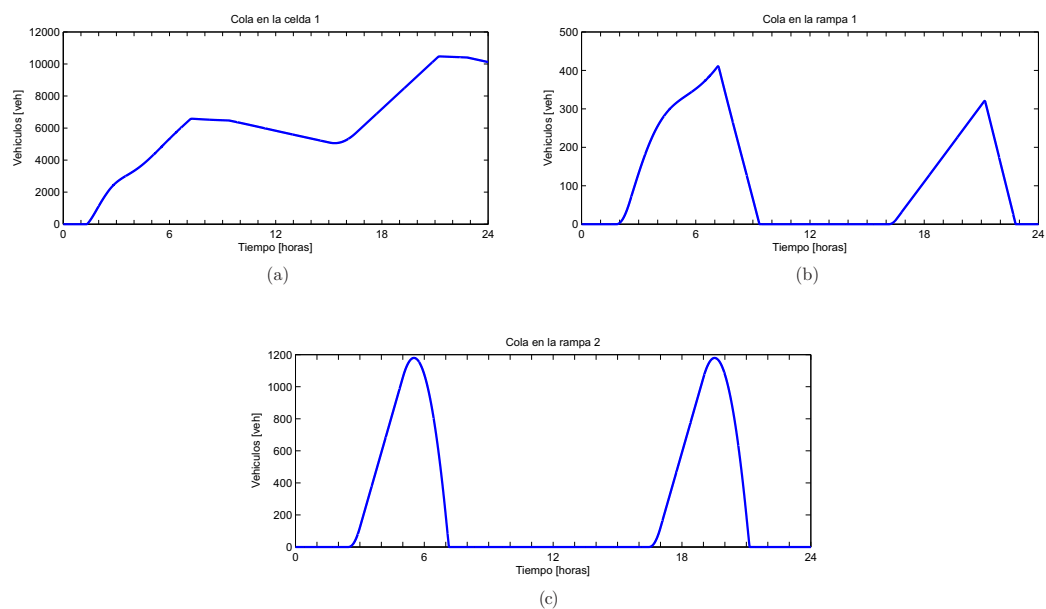 Cola en la celda 1
12000
10000
8000
6000
4000
2000
0
Vehiculos [veh]
0 6 12 18 24
Tiempo [horas]
(a)
Cola en la rampa 1
500
400
300
200
100
0
Vehiculos [veh]
0 6 12 18 24
Tiempo [horas]
(b)
Cola en la rampa 2
1200
1000
800
600
400
200
0
Vehiculos [veh]
0 6 12 18 24
Tiempo [horas]
(c)